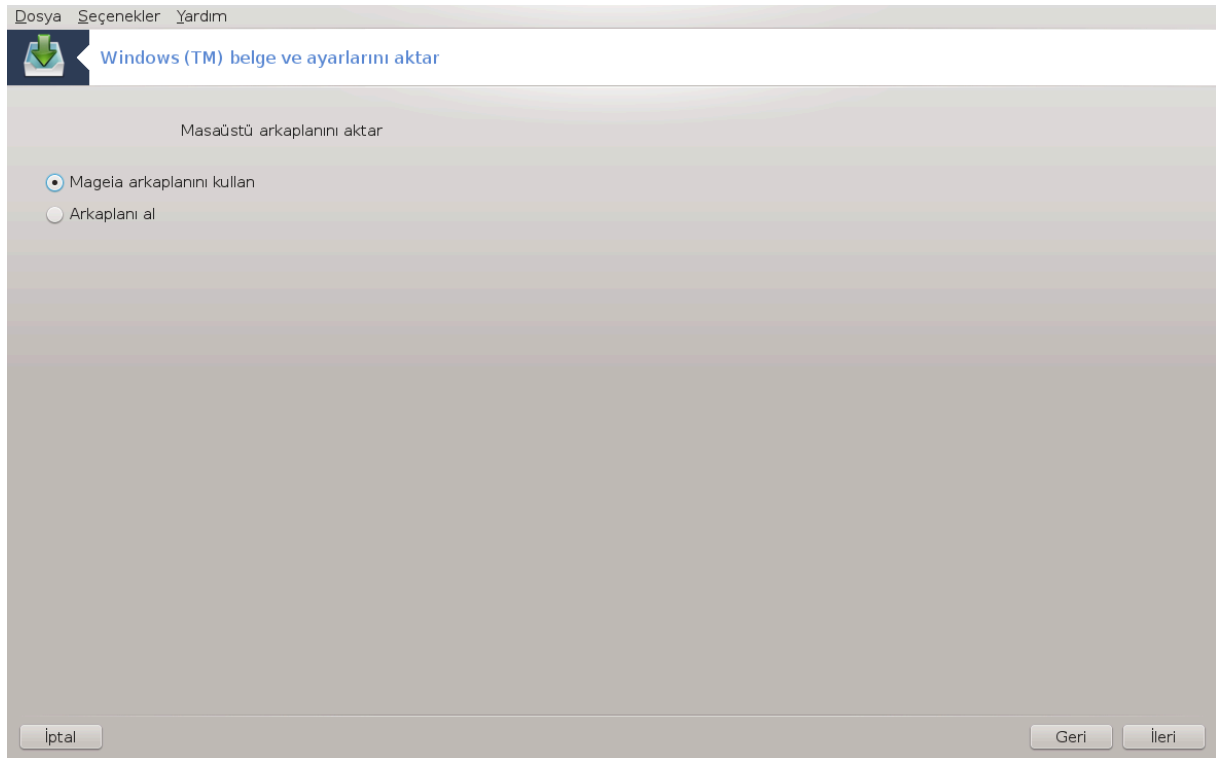 Dosya Seçenekler Yardım
Windows (TM) belge ve ayarlarını aktar
Masaüstü arkaplanını aktar
Mageia arkaplanını kullan
Arkaplanı al
İptal Geri İleri